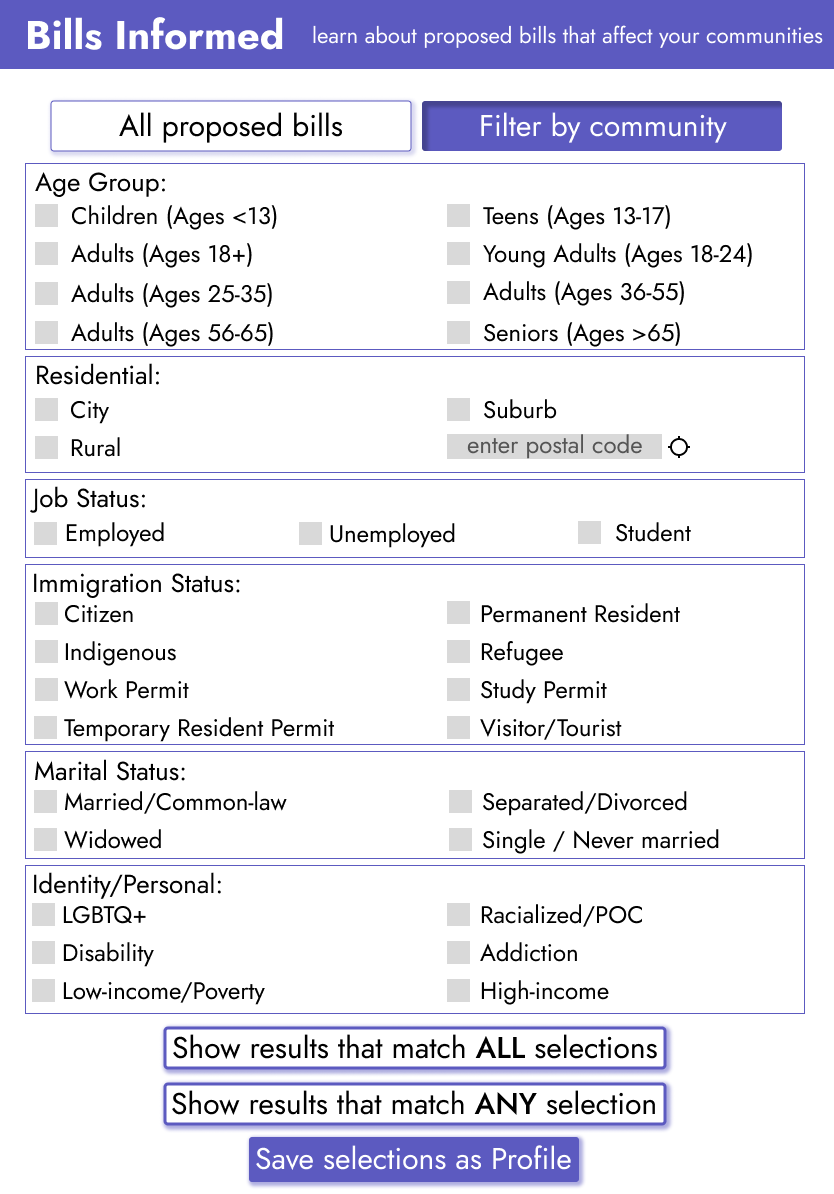 Bills Informed learn about proposed bills that affect your communities
All proposed bills Filter by community
Age Group:
Children (Ages <13) Teens (Ages 13-17)
Adults (Ages 18+) Young Adults (Ages 18-24)
Adults (Ages 25-35) Adults (Ages 36-55)
Adults (Ages 56-65) Seniors (Ages >65)
Residential:
City Suburb
Rural enter postal code
Job Status:
Employed Unemployed Student
Immigration Status:
Citizen Permanent Resident
Indigenous Refugee
Work Permit Study Permit
Temporary Resident Permit Visitor/Tourist
Marital Status:
Married/Common-law Separated/Divorced
Widowed Single / Never married
Identity/Personal:
LGBTQ+ Racialized/POC
Disability Addiction
Low-income/Poverty High-income
Show results that match ALL selections
Show results that match ANY selection
Save selections as Profile